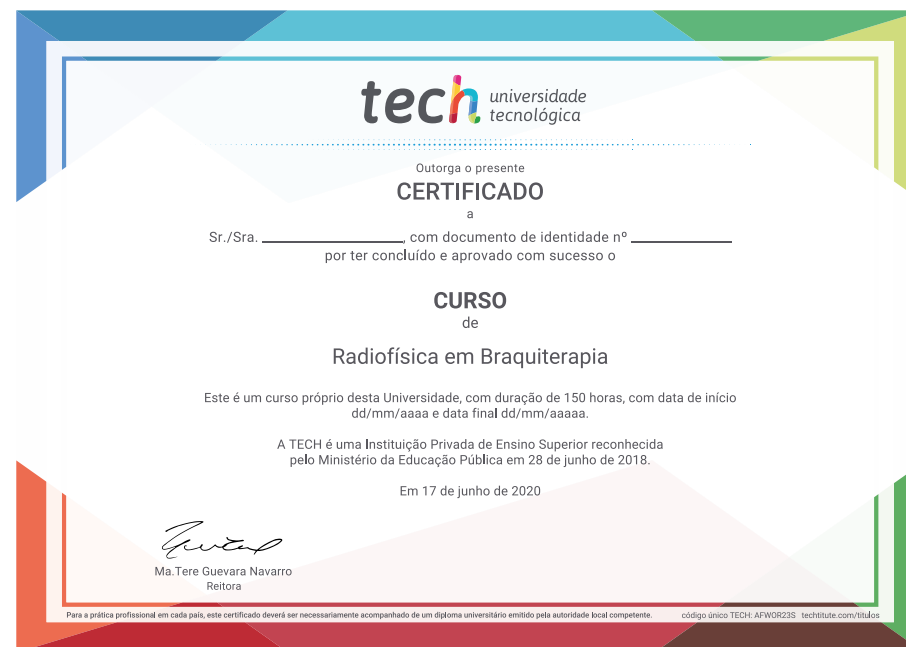 tech universidade
tecnológica
Outorga o presente
CERTIFICADO
a
Sr./Sra. ____________________, com documento de identidade nº ______________
por ter concluído e aprovado com sucesso o
CURSO
de
Radiofísica em Braquiterapia
Este é um curso próprio desta Universidade, com duração de 150 horas, com data de início
dd/mm/aaaa e data final dd/mm/aaaaa.
A TECH é uma Instituição Privada de Ensino Superior reconhecida
pelo Ministério da Educação Pública em 28 de junho de 2018.
Em 17 de junho de 2020
Ma.Tere Guevara Navarro
Reitora
Para a prática profissional em cada país, este certificado deverá ser necessariamente acompanhado de um diploma universitário emitido pela autoridade local competente. código único TECH: AFWOR23S techtitute.com/titulos